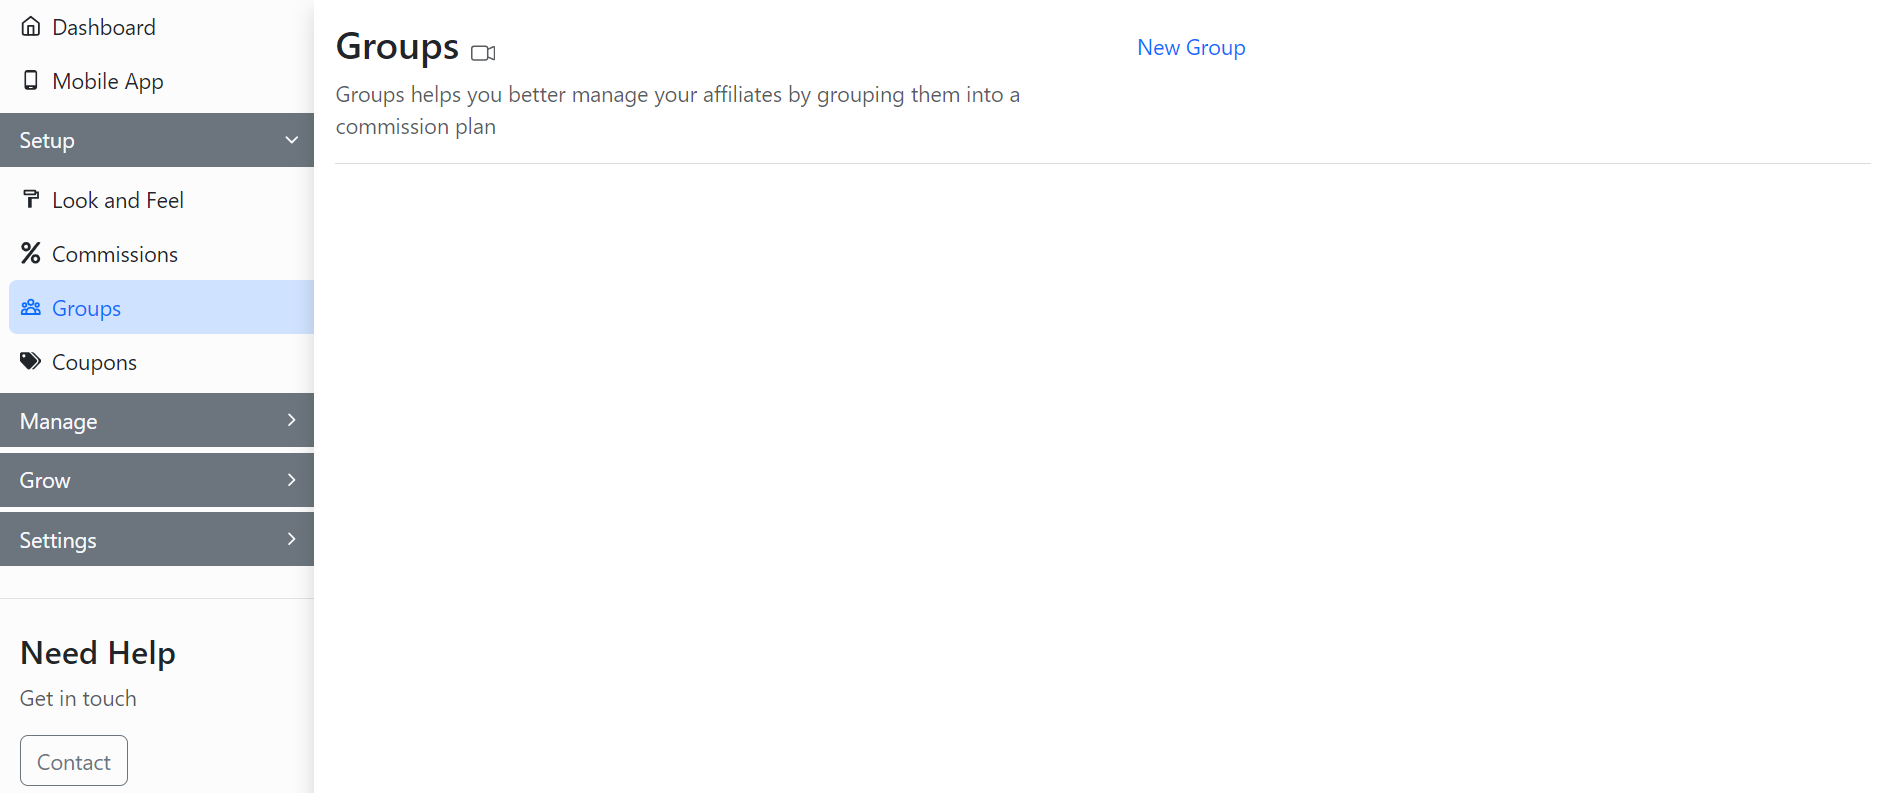 Dashboard
Mobile App
Setup
Look and Feel
Commissions
Groups
Coupons
Manage
Grow
Settings
Need Help
Get in touch
Contact
Groups
New Group
Groups helps you better manage your affiliates by grouping them into a
commission plan